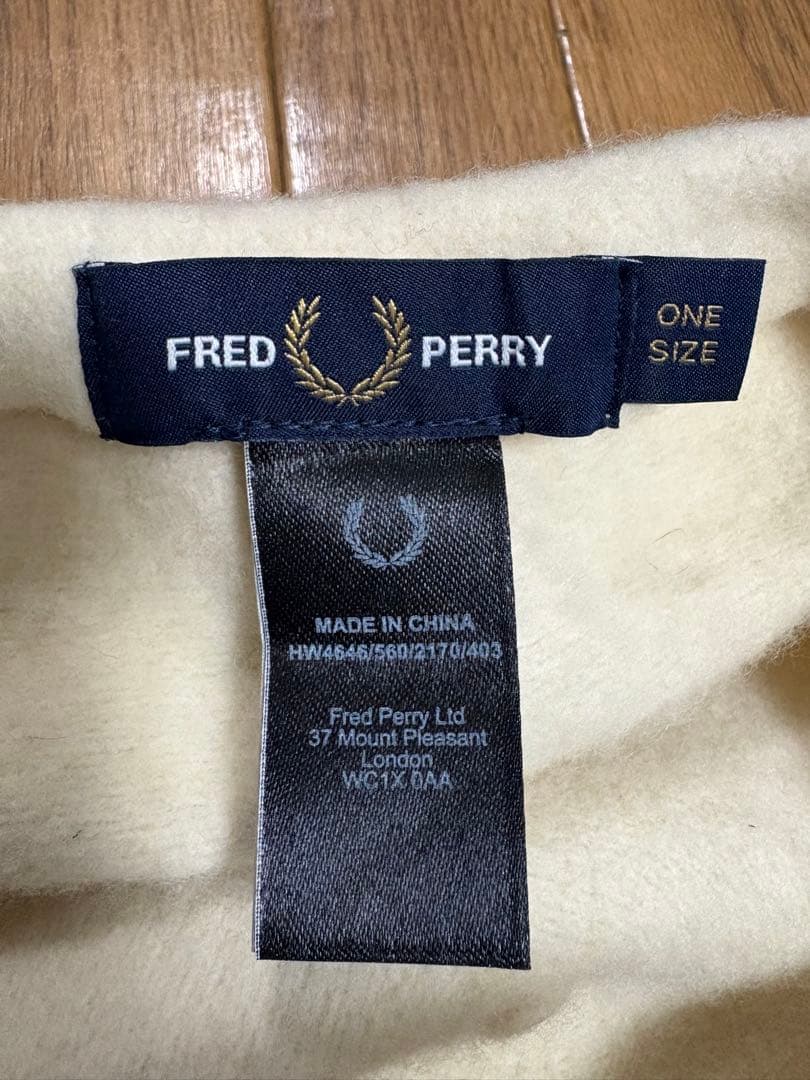 FRED PERRY
ONE
SIZE
MADE IN CHINA
HW4646/560/2170/403
Fred Perry Ltd
37 Mount Pleasant
London
WC1X 0AA